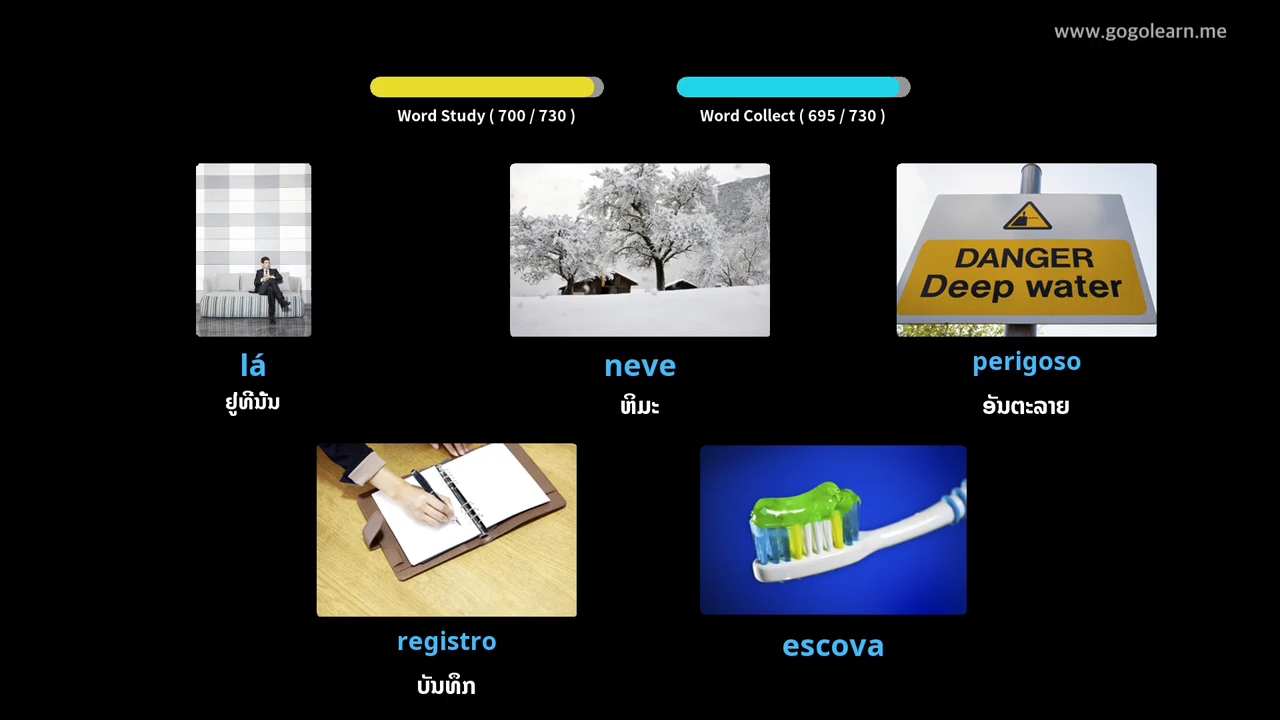 www.gogolearn.me
Word Study ( 700 / 730 )
Word Collect ( 695 / 730 )
DANGER
Deep water
lá
neve
perigoso
ຢູ່ທີ່ນັ້ນ
ຫິມະ
ອັນຕະລາຍ
registro
escova
ບັນທຶກ